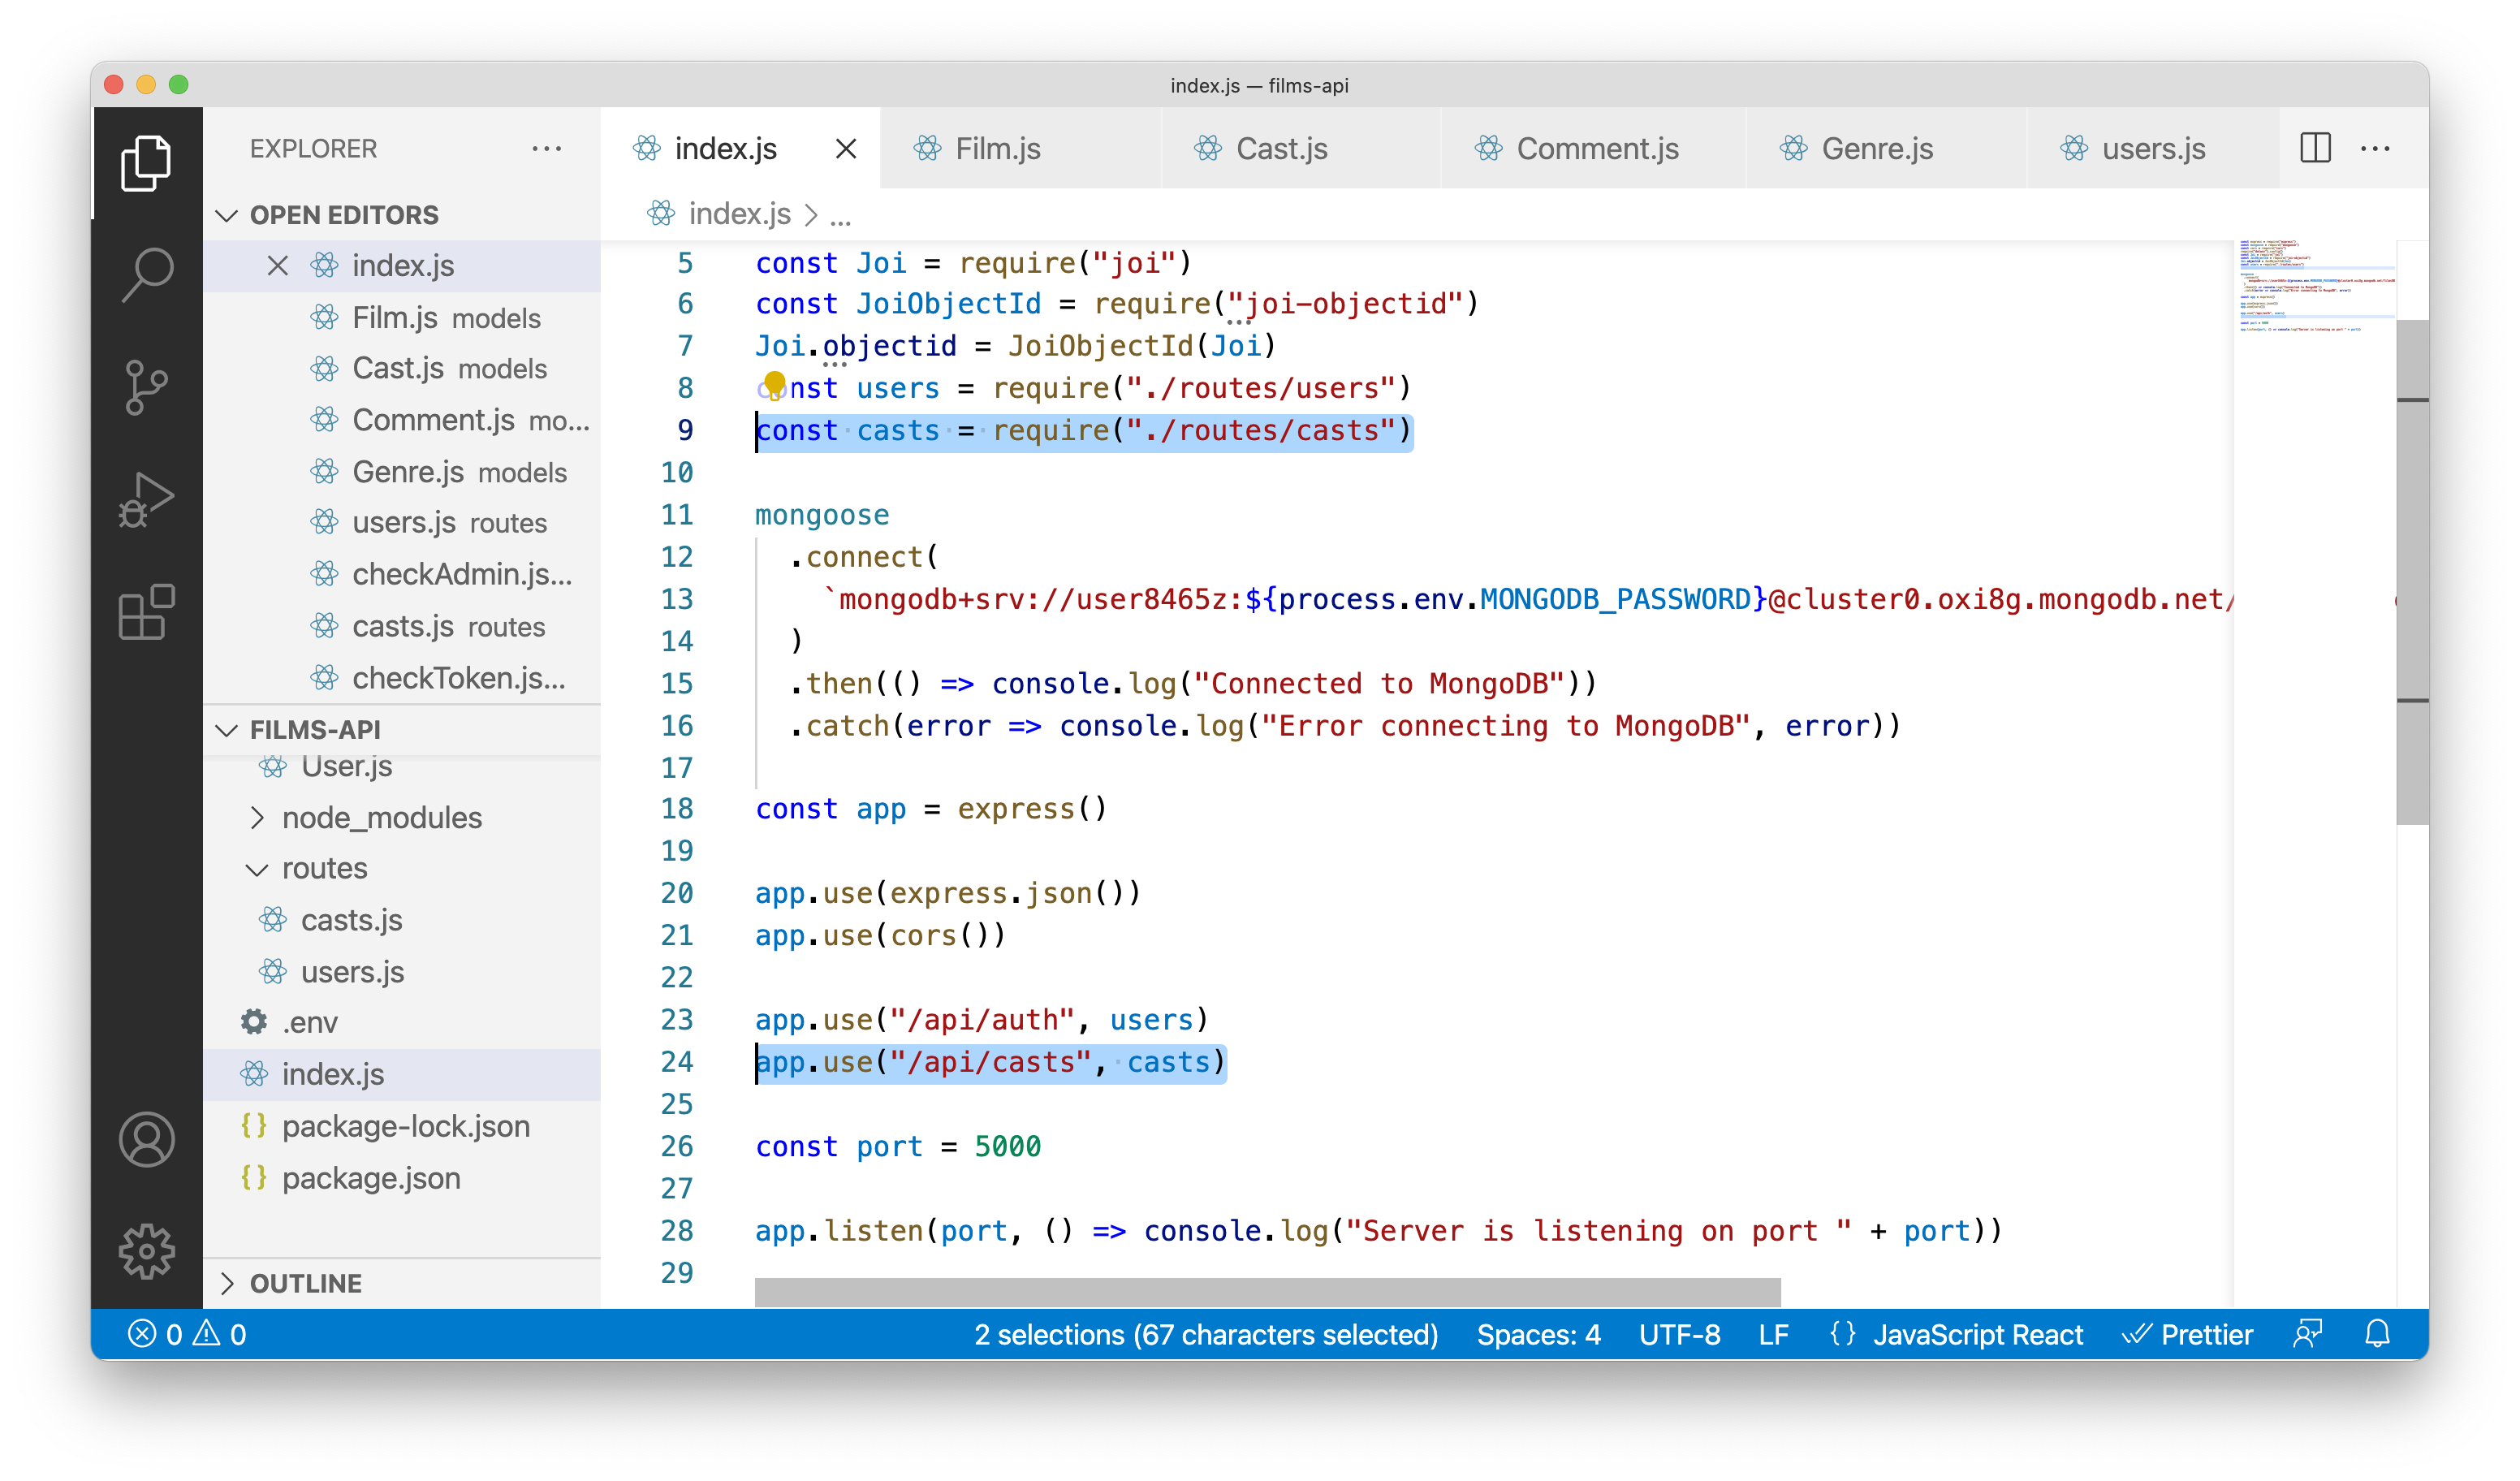 index.js — films-api
EXPLORER
OPEN EDITORS
index.js
Film.js models
Cast.js models
Comment.js mo...
Genre.js models
users.js routes
checkAdmin.js...
casts.js routes
checkToken.js...
FILMS-API
User.js
node_modules
routes
casts.js
users.js
.env
index.js
package-lock.json
package.json
OUTLINE
index.js Film.js Cast.js Comment.js Genre.js users.js
index.js > ...
5 const Joi = require("joi")
6 const JoiObjectId = require("joi-objectid")
7 Joi.objectid = JoiObjectId(Joi)
8 const users = require("./routes/users")
9 const casts = require("./routes/casts")
10
11 mongoose
12 .connect(
13 `mongodb+srv://user8465z:${process.env.MONGODB_PASSWORD}@cluster0.oxi8g.mongodb.net/
14 )
15 .then(() => console.log("Connected to MongoDB"))
16 .catch(error => console.log("Error connecting to MongoDB", error))
17
18 const app = express()
19
20 app.use(express.json())
21 app.use(cors())
22
23 app.use("/api/auth", users)
24 app.use("/api/casts", casts)
25
26 const port = 5000
27
28 app.listen(port, () => console.log("Server is listening on port " + port))
29
0 0 2 selections (67 characters selected) Spaces: 4 UTF-8 LF {} JavaScript React Prettier